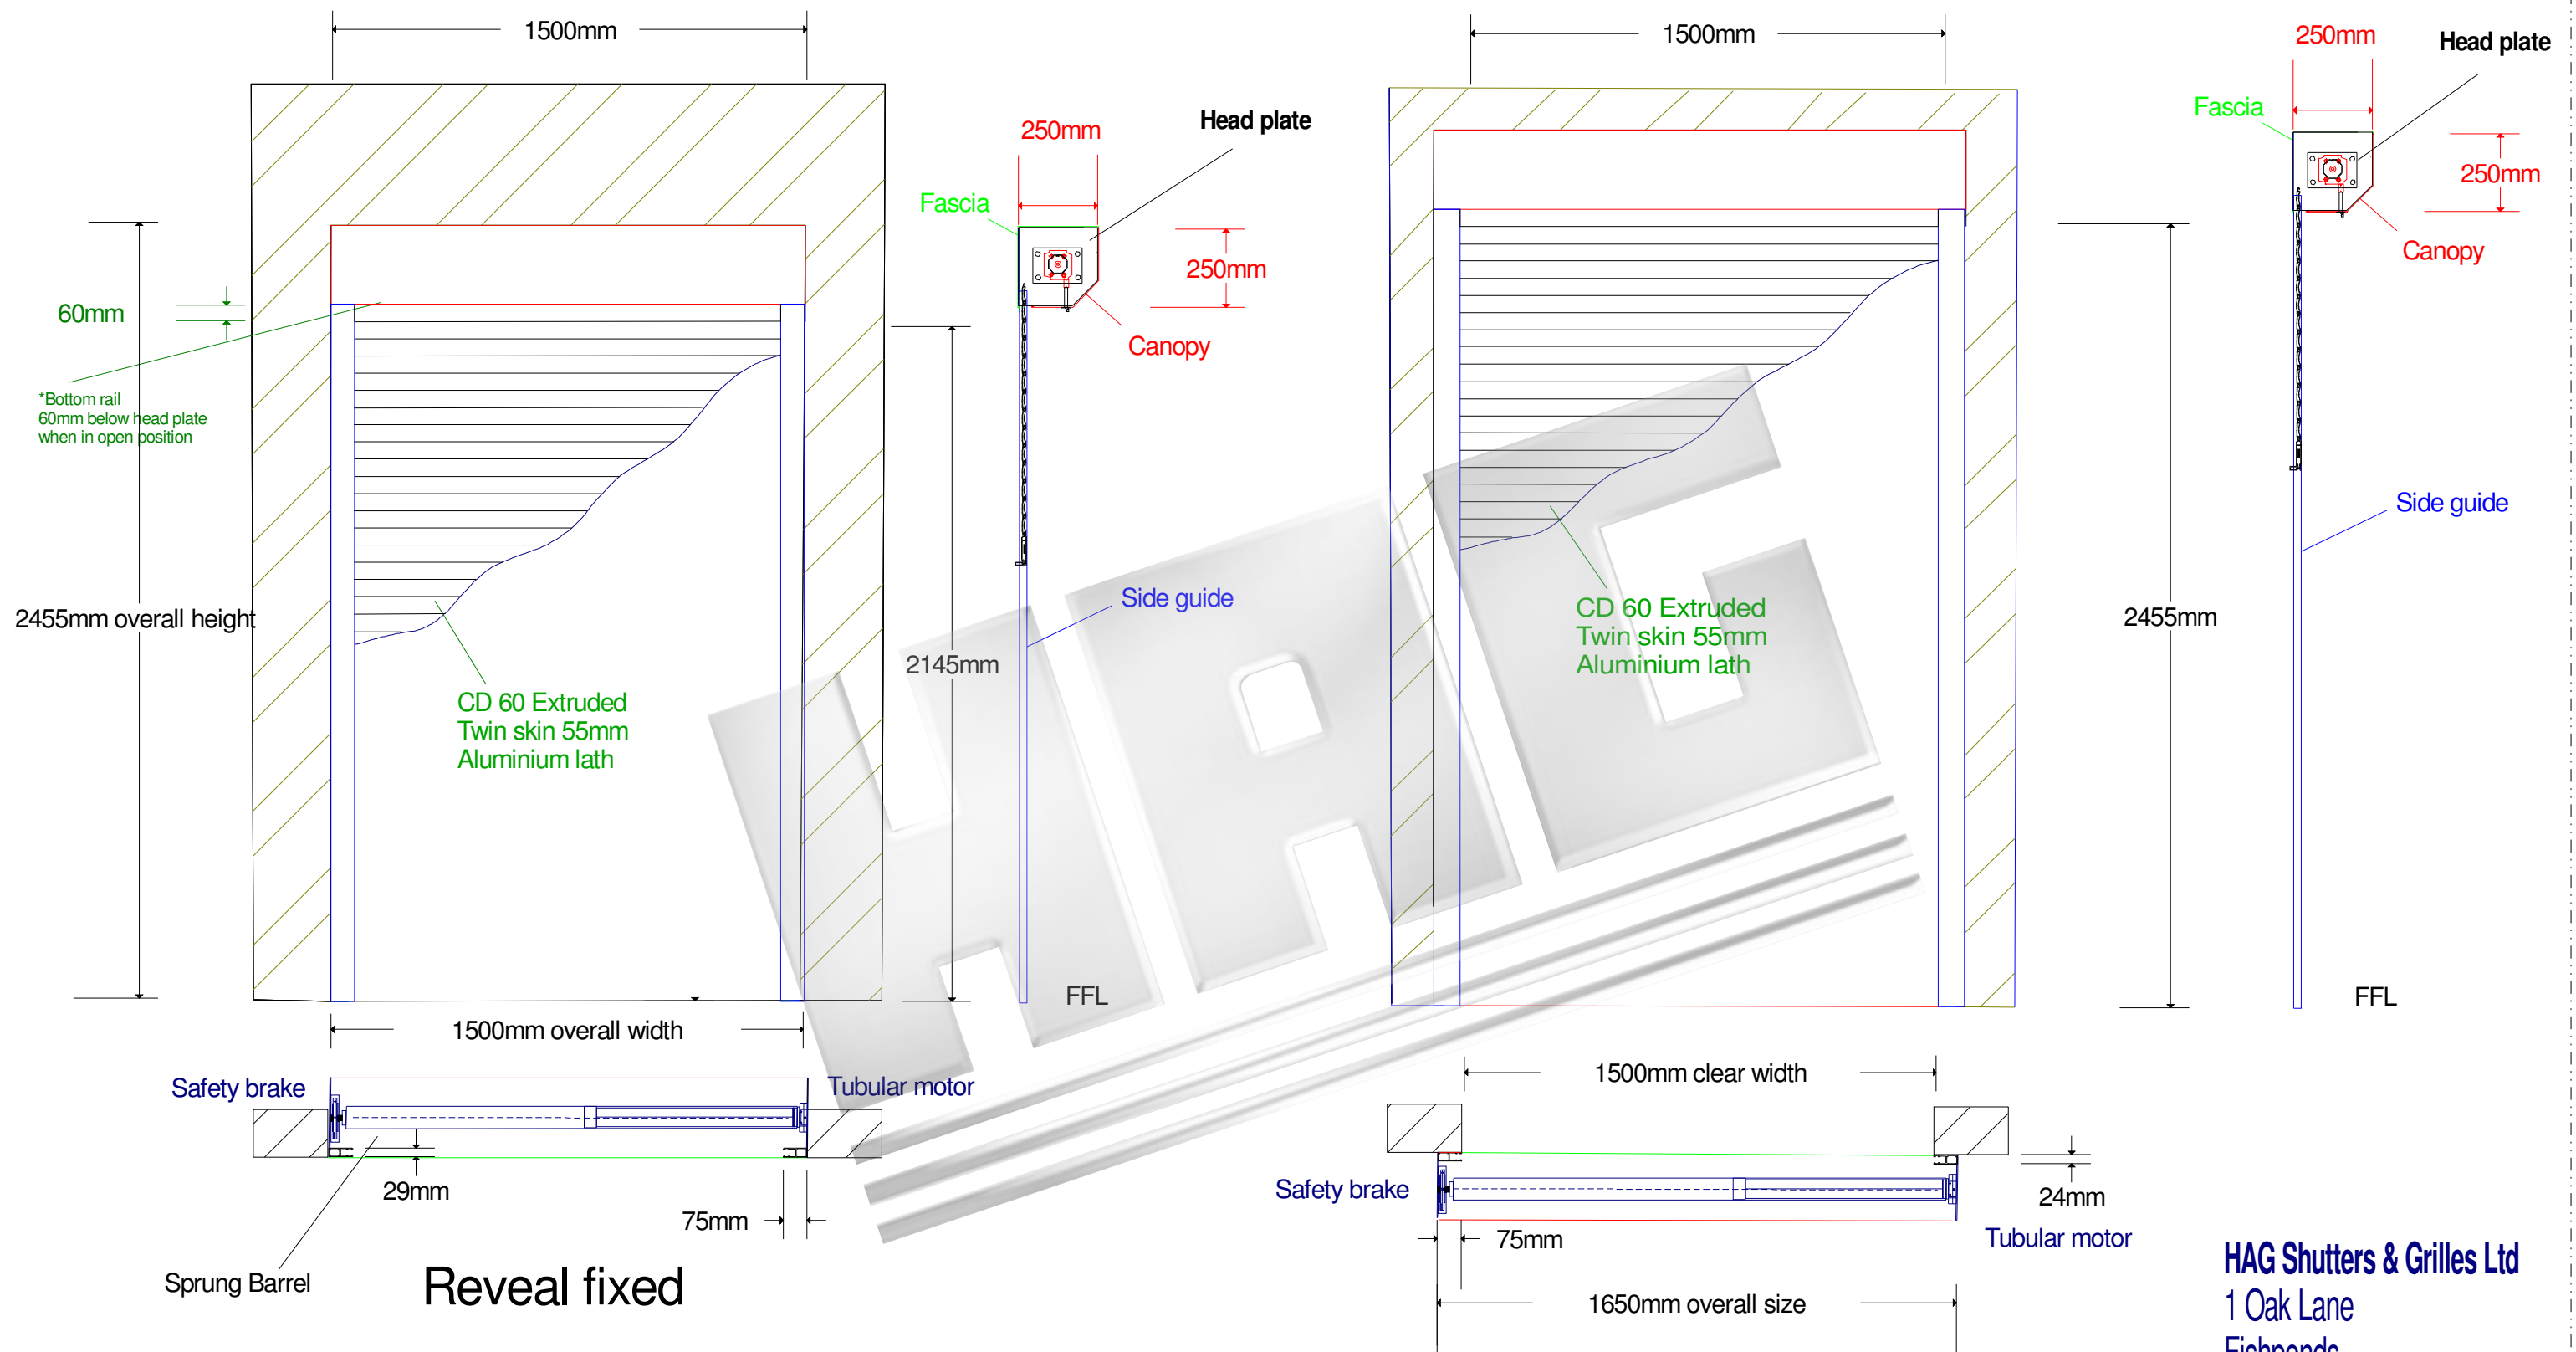 1500mm
1500mm
250mm
Head plate
Fascia
250mm
Canopy
250mm
Head plate
Fascia
250mm
Canopy
60mm
*Bottom rail
60mm below head plate
when in open position
2455mm overall height
CD 60 Extruded
Twin skin 55mm
Aluminium lath
Side guide
2145mm
FFL
CD 60 Extruded
Twin skin 55mm
Aluminium lath
Side guide
2455mm
FFL
HAG
1500mm overall width
Safety brake
Tubular motor
29mm
75mm
Sprung Barrel
Reveal fixed
1500mm clear width
Safety brake
24mm
75mm
Tubular motor
1650mm overall size
HAG Shutters & Grilles Ltd
1 Oak Lane
Fishponds